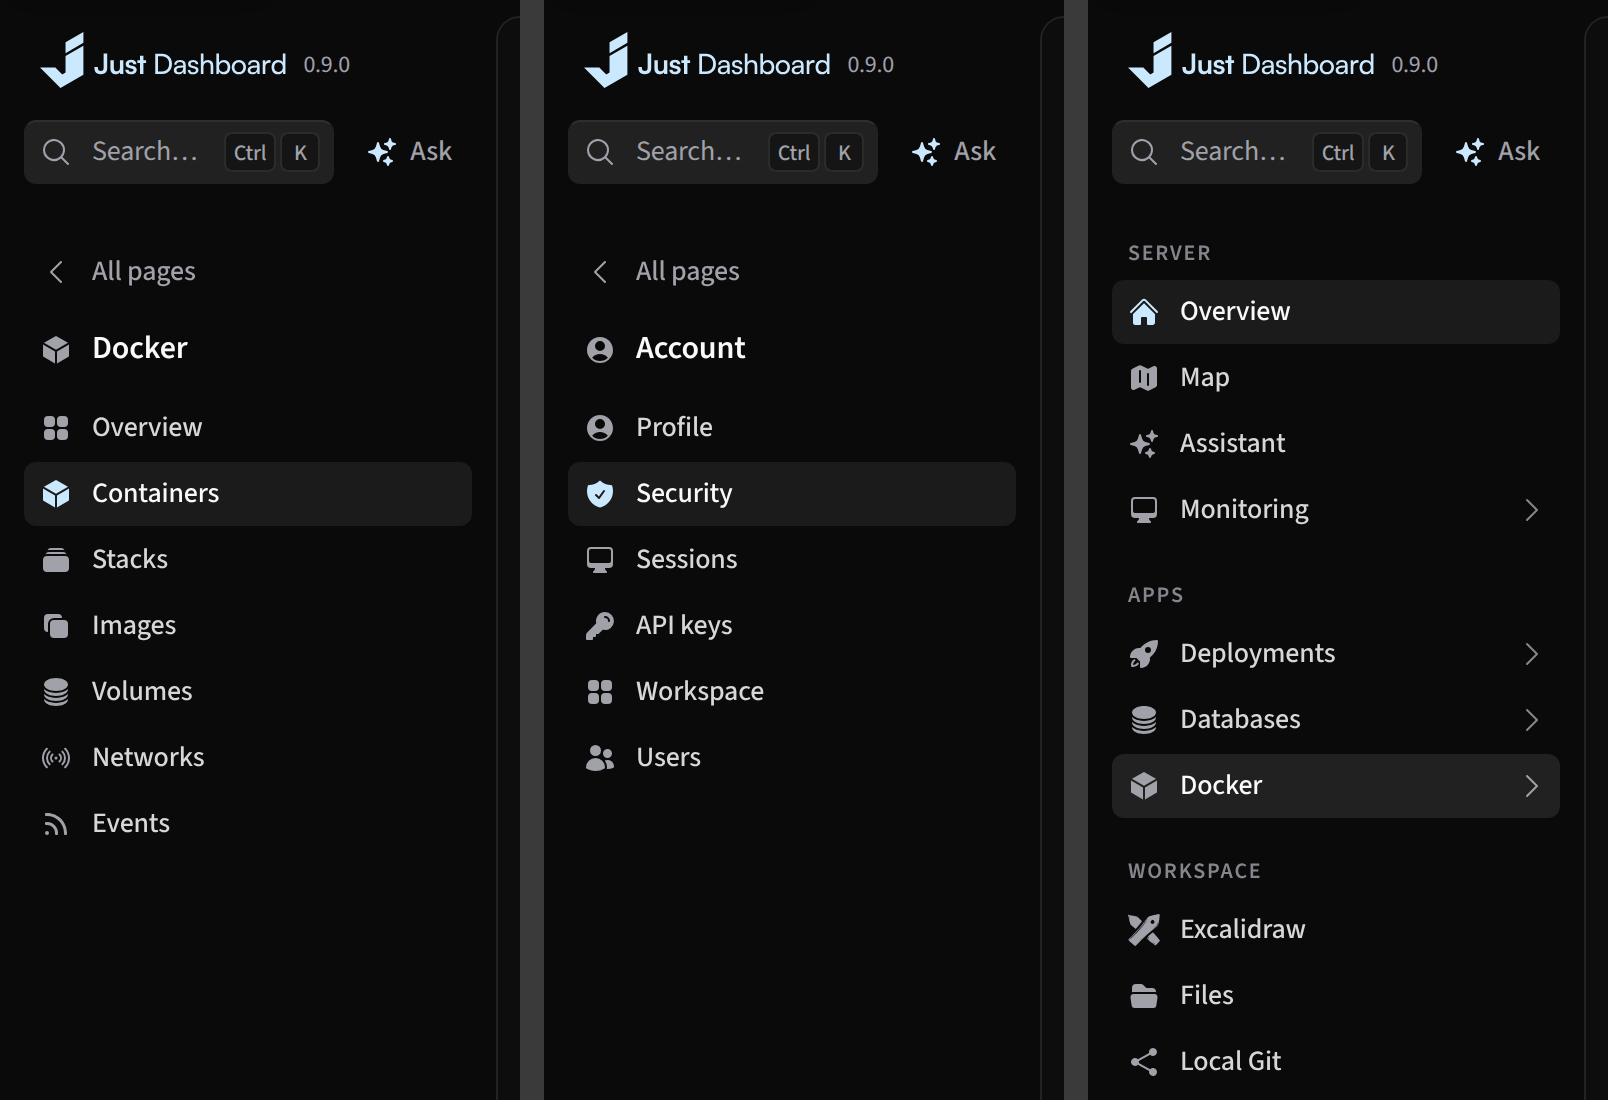 Just Dashboard 0.9.0
Search... Ctrl K Ask
All pages
Docker
Overview
Containers
Stacks
Images
Volumes
Networks
Events
Just Dashboard 0.9.0
Search... Ctrl K Ask
All pages
Account
Profile
Security
Sessions
API keys
Workspace
Users
Just Dashboard 0.9.0
Search... Ctrl K Ask
SERVER
Overview
Map
Assistant
Monitoring
APPS
Deployments
Databases
Docker
WORKSPACE
Excalidraw
Files
Local Git